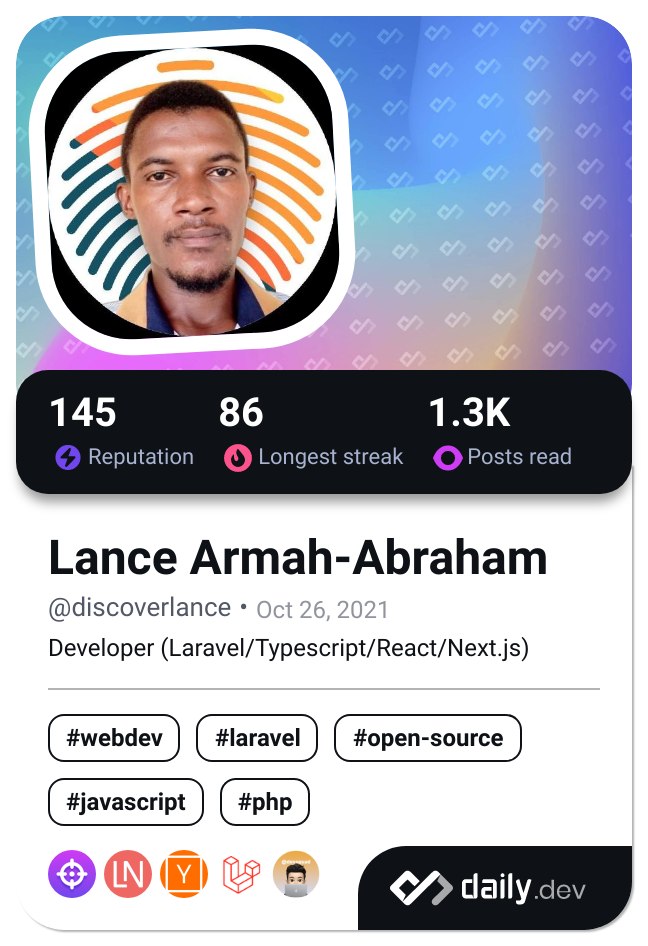 145 86 1.3K
Reputation Longest streak Posts read
Lance Armah-Abraham
@discoverlance • Oct 26, 2021
Developer (Laravel/Typescript/React/Next.js)
#webdev #laravel #open-source
#javascript #php
LN Y
daily.dev